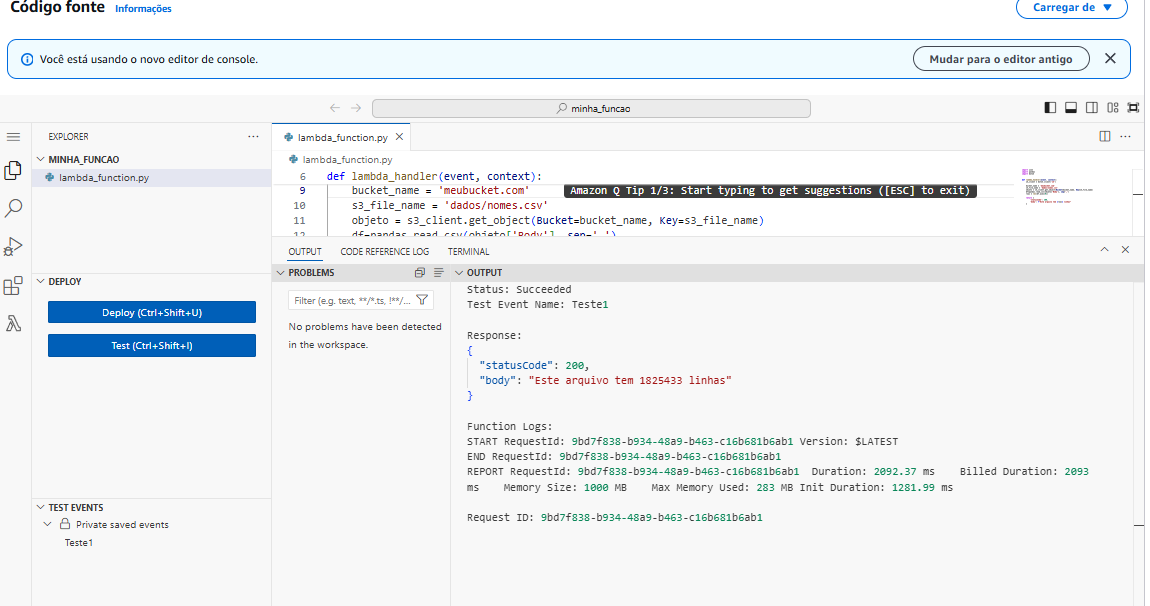 Código fonte Informações
Carregar de ▼
Você está usando o novo editor de console.
Mudar para o editor antigo
minha_funcao
EXPLORER
MINHA_FUNCAO
lambda_function.py
lambda_function.py
lambda_function.py
6 def lambda_handler(event, context):
9 bucket_name = 'meubucket.com'
Amazon Q Tip 1/3: Start typing to get suggestions ([ESC] to exit)
10 s3_file_name = 'dados/nomes.csv'
11 objeto = s3_client.get_object(Bucket=bucket_name, Key=s3_file_name)
12 df=pandas.read_csv(objeto['Body'], sep=',')
DEPLOY
Deploy (Ctrl+Shift+U)
Test (Ctrl+Shift+I)
TEST EVENTS
Private saved events
Teste1
OUTPUT CODE REFERENCE LOG TERMINAL
PROBLEMS
Filter (e.g. text, **/*.ts, !**/...
No problems have been detected
in the workspace.
OUTPUT
Status: Succeeded
Test Event Name: Teste1
Response:
{
"statusCode": 200,
"body": "Este arquivo tem 1825433 linhas"
}
Function Logs:
START RequestId: 9bd7f838-b934-48a9-b463-c16b681b6ab1 Version: $LATEST
END RequestId: 9bd7f838-b934-48a9-b463-c16b681b6ab1
REPORT RequestId: 9bd7f838-b934-48a9-b463-c16b681b6ab1 Duration: 2092.37 ms Billed Duration: 2093
ms Memory Size: 1000 MB Max Memory Used: 283 MB Init Duration: 1281.99 ms
Request ID: 9bd7f838-b934-48a9-b463-c16b681b6ab1